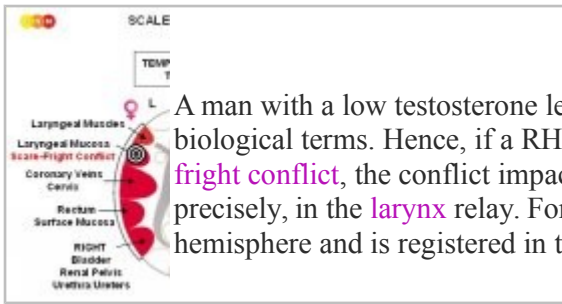 SCALE
TEMP
T
♀ L
Laryngeal Muscles
Laryngeal Mucosa
Scare-Fright Conflict
Coronary Veins
Cervix
Rectum
Surface Mucosa
RIGHT
Bladder
Renal Pelvis
Urethra Ureters
A man with a low testosterone le
biological terms. Hence, if a RH
fright conflict, the conflict impac
precisely, in the larynx relay. For
hemisphere and is registered in t